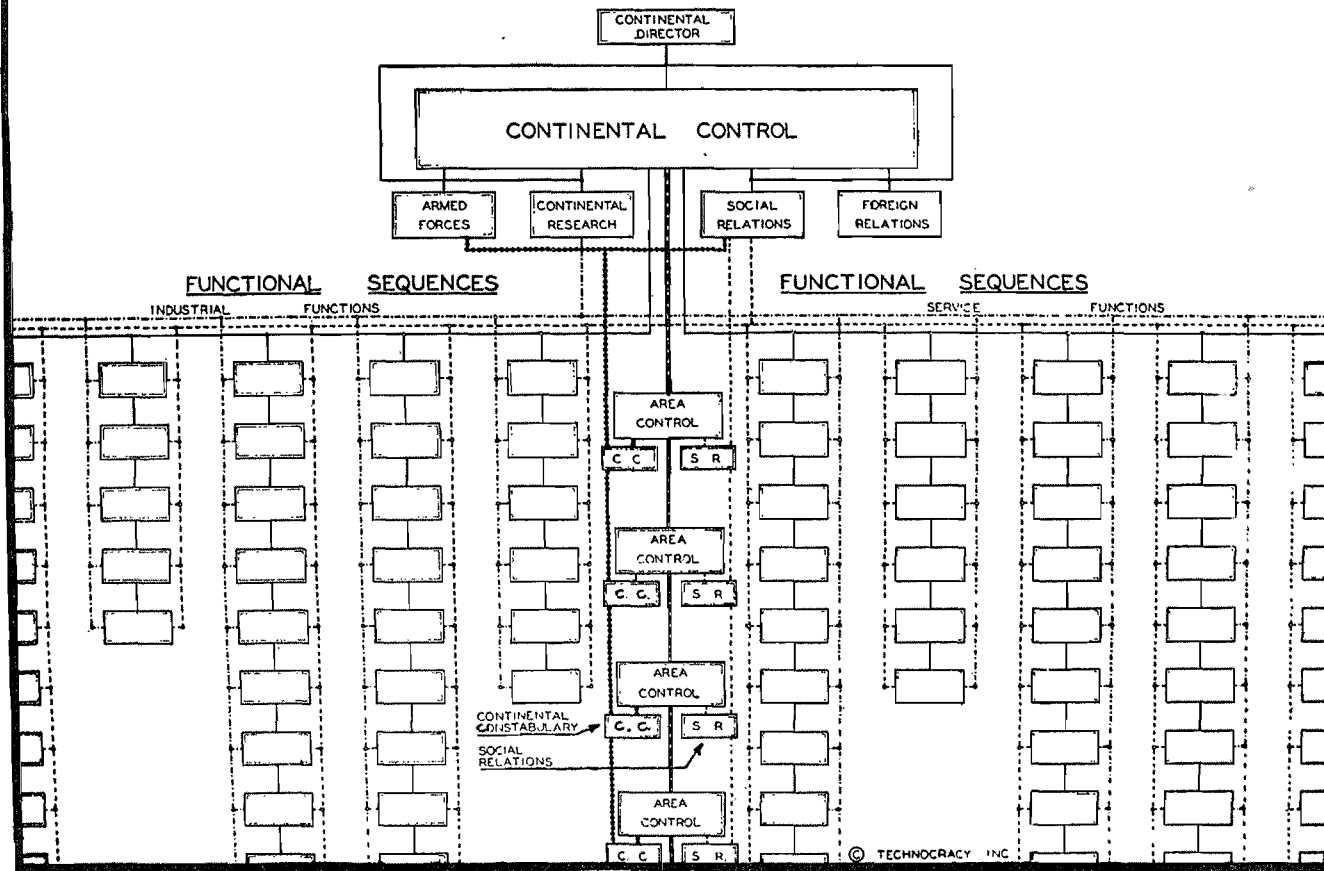 CONTINENTAL
DIRECTOR
CONTINENTAL CONTROL
ARMED
FORCES
CONTINENTAL
RESEARCH
SOCIAL
RELATIONS
FOREIGN
RELATIONS
FUNCTIONAL SEQUENCES
INDUSTRIAL FUNCTIONS
FUNCTIONAL SEQUENCES
SERVICE FUNCTIONS
AREA
CONTROL
C C
S R
AREA
CONTROL
C. C.
S R
AREA
CONTROL
CONTINENTAL
CONSTABULARY
C. C.
S R
SOCIAL
RELATIONS
AREA
CONTROL
C C
S R.
© TECHNOCRACY INC